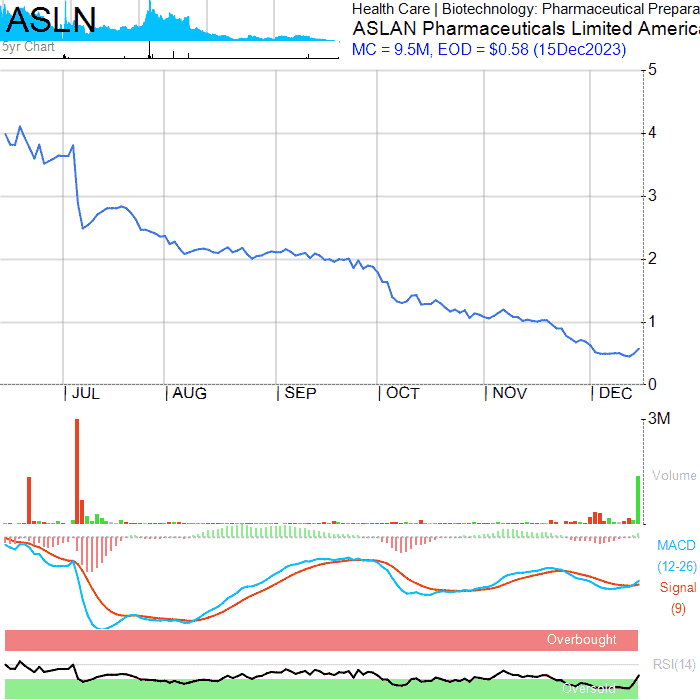 ASLN
5yr Chart
Health Care | Biotechnology: Pharmaceutical Prepara
ASLAN Pharmaceuticals Limited America
MC = 9.5M, EOD = $0.58 (15Dec2023)
5
4
3
2
1
0
JUL AUG SEP OCT NOV DEC
3M
Volume
MACD
(12-26)
Signal
(9)
Overbought
RSI(14)
Oversold